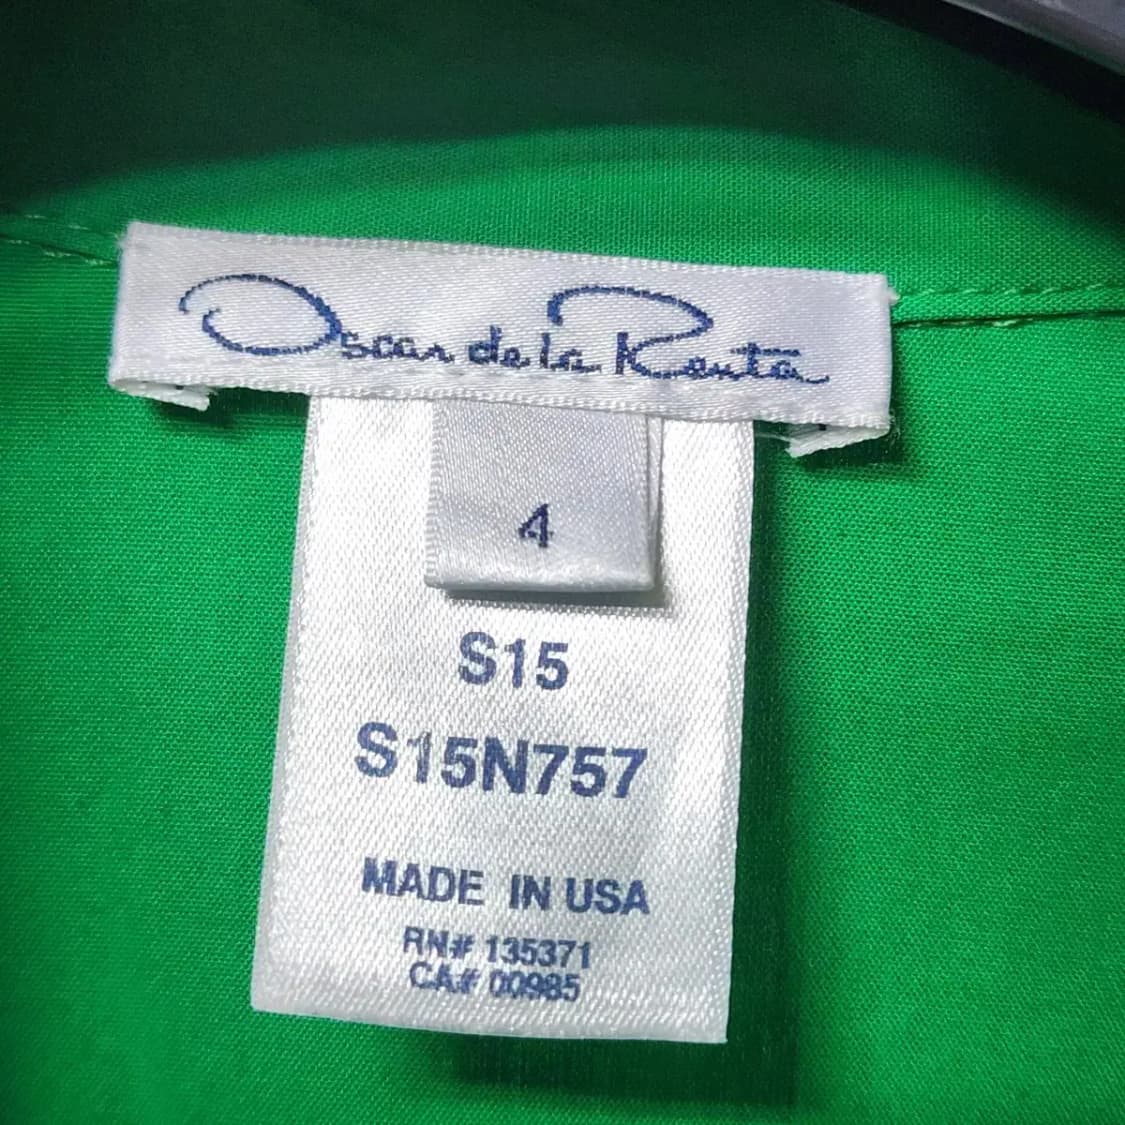 Oscar de la Renta
4
S15
S15N757
MADE IN USA
RN# 135371
CA# 00985